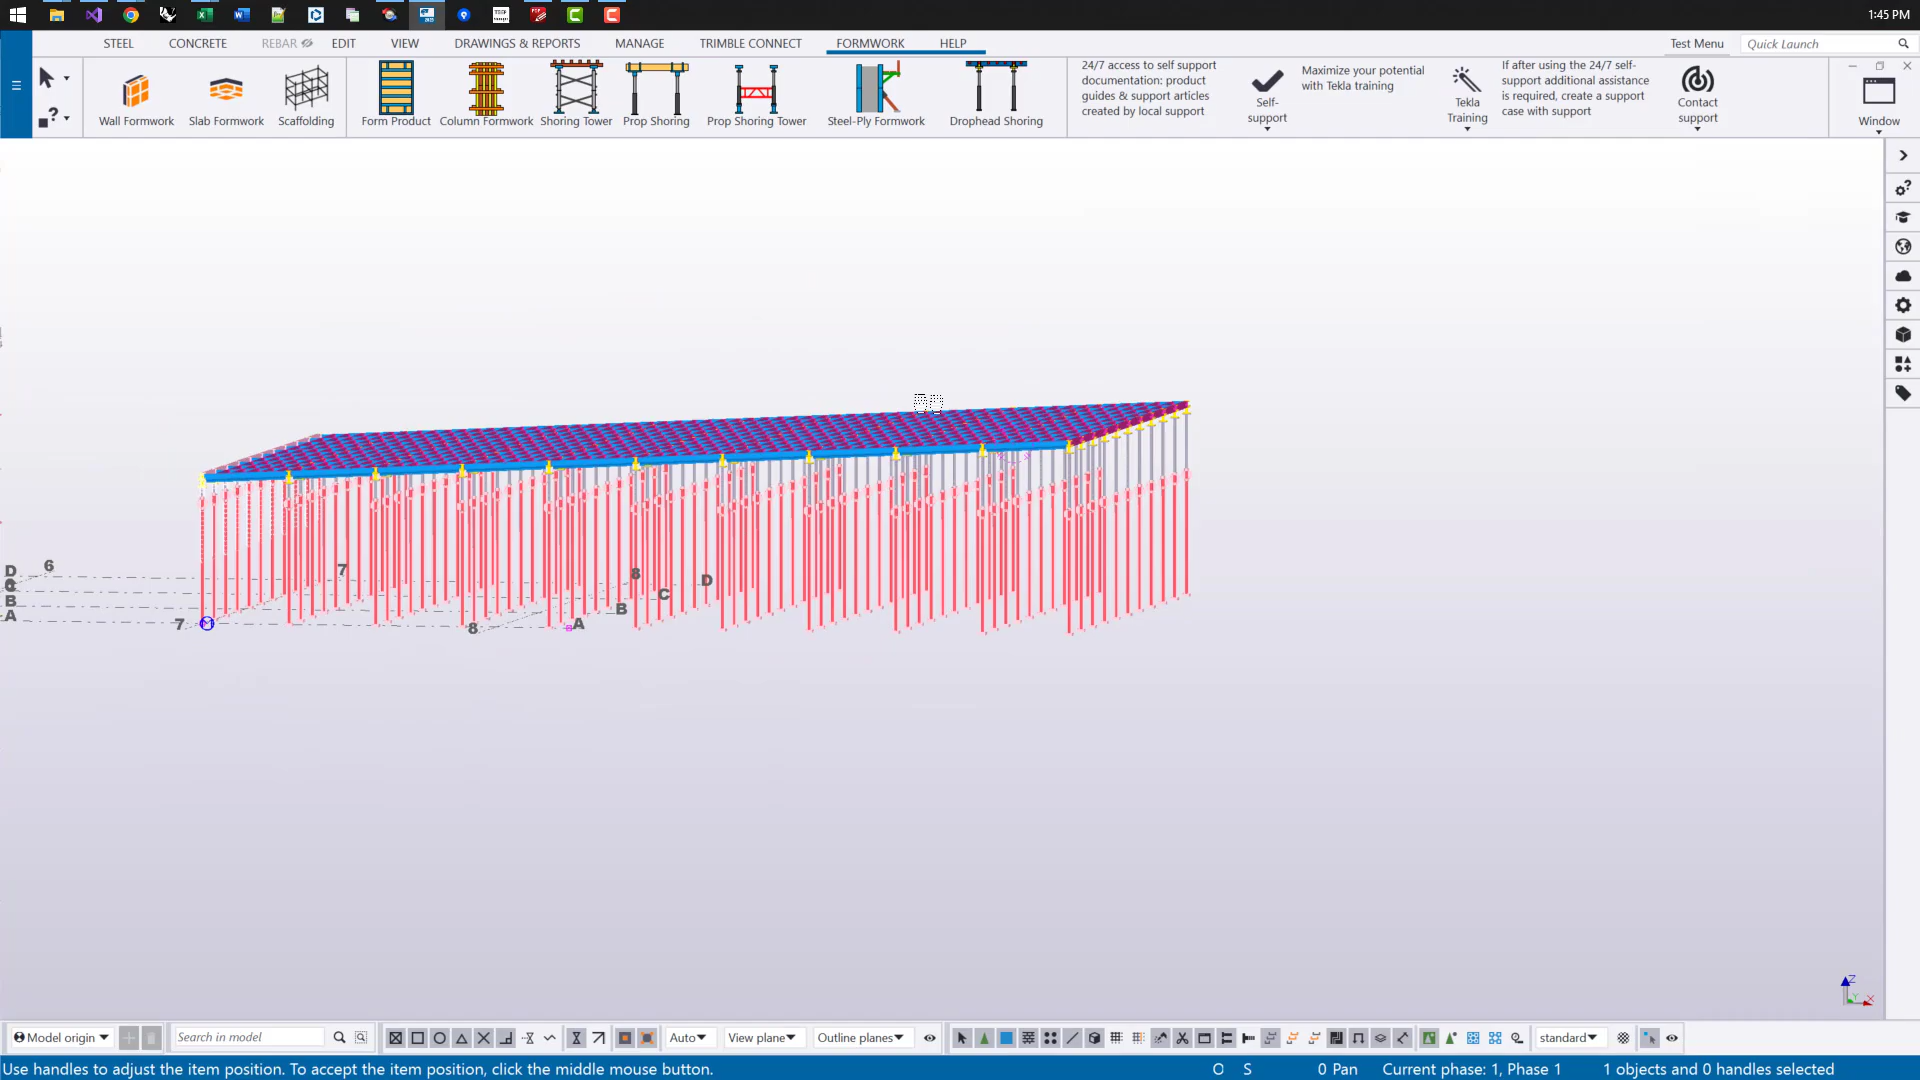 1:45 PM
STEEL
CONCRETE
REBAR
EDIT
VIEW
DRAWINGS & REPORTS
MANAGE
TRIMBLE CONNECT
FORMWORK
HELP
Test Menu
Quick Launch
Wall Formwork
Slab Formwork
Scaffolding
Form Product
Column Formwork
Shoring Tower
Prop Shoring
Prop Shoring Tower
Steel-Ply Formwork
Drophead Shoring
24/7 access to self support
documentation: product
guides & support articles
created by local support
Self-
support
Maximize your potential
with Tekla training
Tekla
Training
If after using the 24/7 self-
support additional assistance
is required, create a support
case with support
Contact
support
Window
D
6
7
8
D
C
B
A
B
A
7
8
Z
Y
X
Model origin
Search in model
Auto
View plane
Outline planes
standard
Use handles to adjust the item position. To accept the item position, click the middle mouse button.
O
S
0 Pan
Current phase: 1, Phase 1
1 objects and 0 handles selected